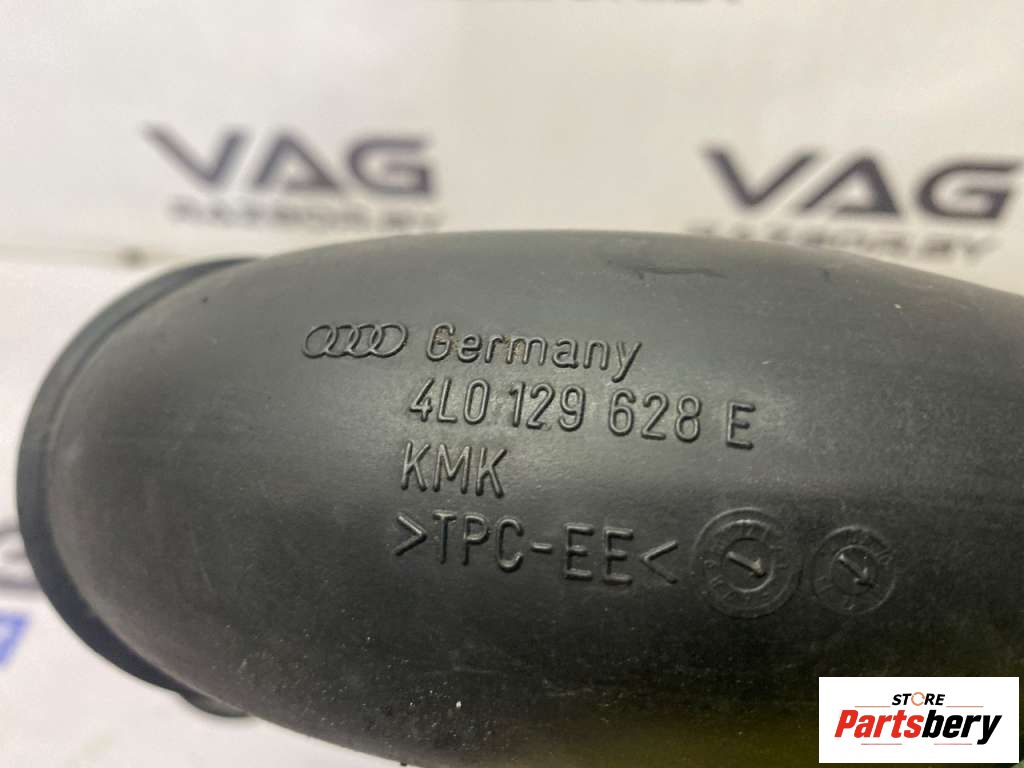 VAG
VAG
Germany
4L0 129 628 E
KMK
>TPC-EE<
STORE
Partsbery